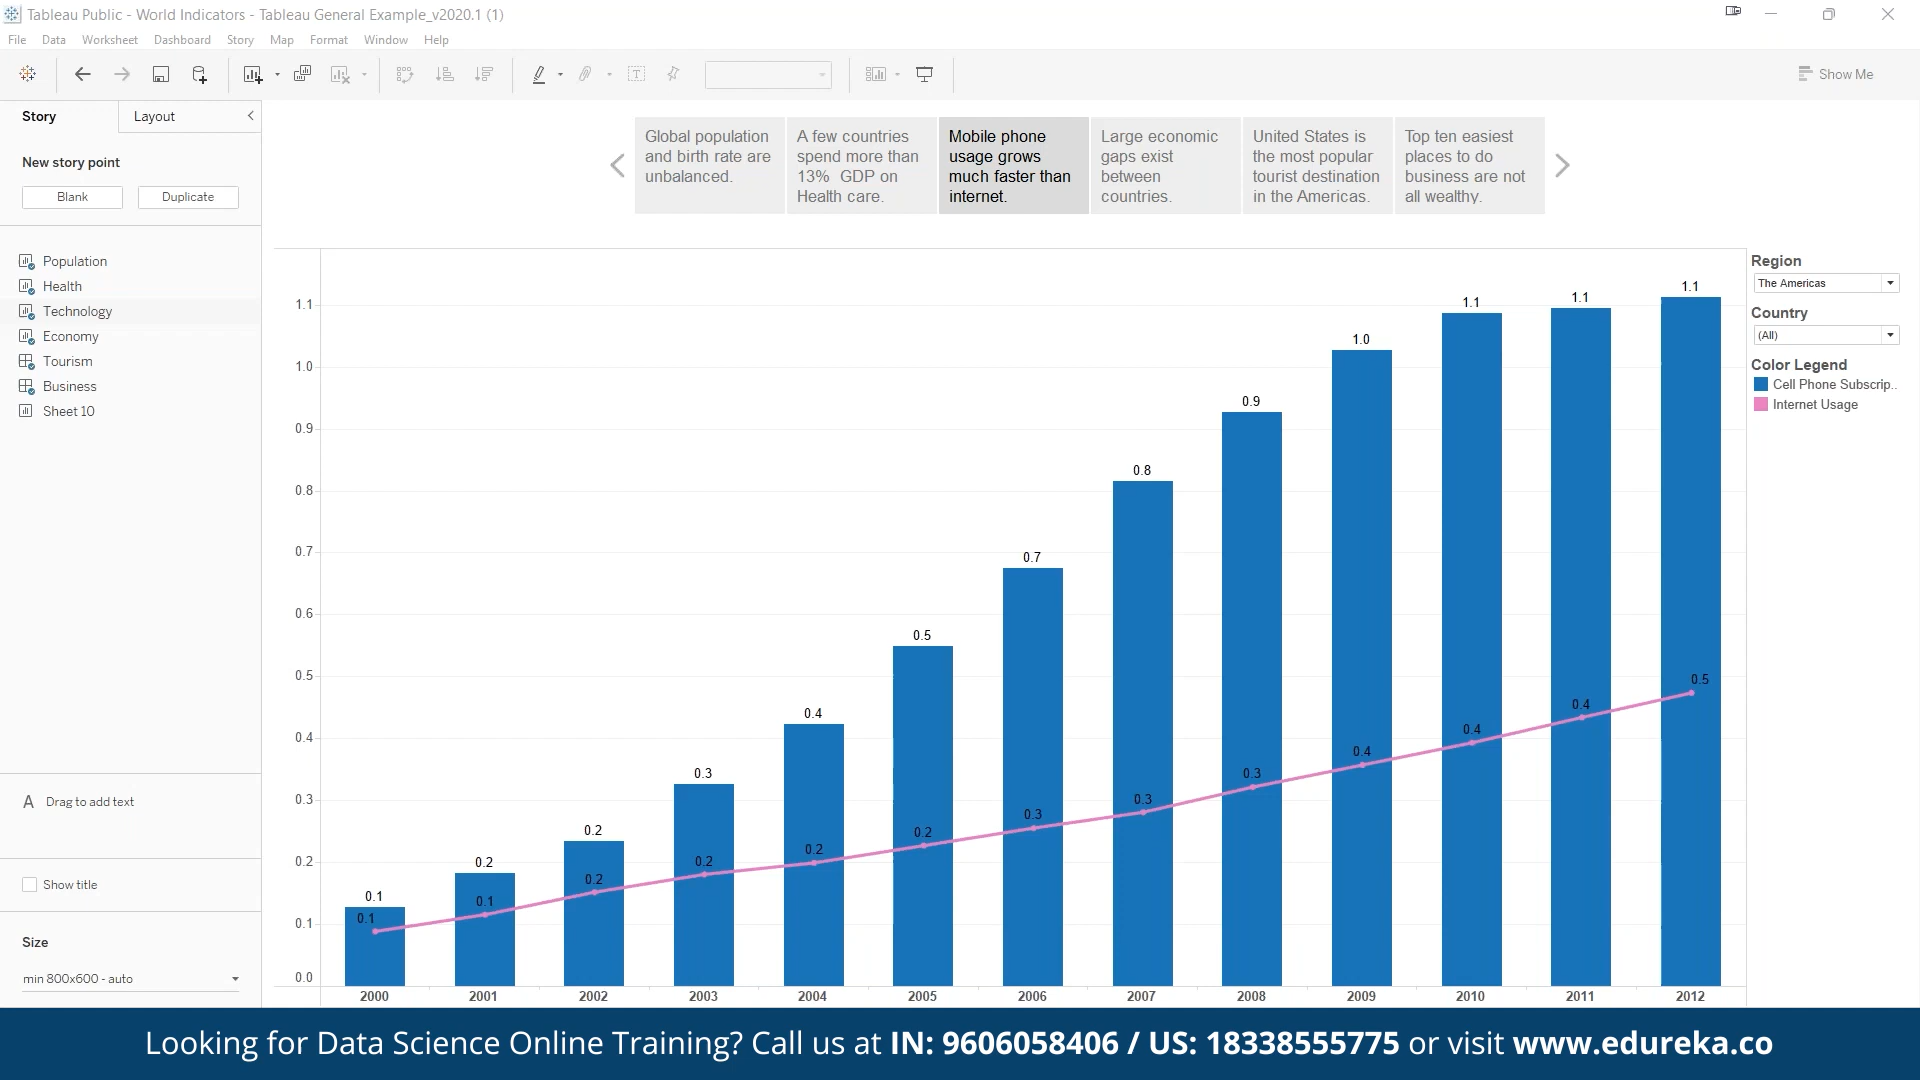 Tableau Public - World Indicators - Tableau General Example_v2020.1 (1)
File Data Worksheet Dashboard Story Map Format Window Help
Show Me
Story
Layout
New story point
Blank
Duplicate
Population
Health
Technology
Economy
Tourism
Business
Sheet 10
A Drag to add text
Show title
Size
min 800x600 - auto
Global population
and birth rate are
unbalanced.
A few countries
spend more than
13% GDP on
Health care.
Mobile phone
usage grows
much faster than
internet.
Large economic
gaps exist
between
countries.
United States is
the most popular
tourist destination
in the Americas.
Top ten easiest
places to do
business are not
all wealthy.
1.1
1.0
0.9
0.8
0.7
0.6
0.5
0.4
0.3
0.2
0.1
0.0
0.1
0.2
0.2
0.3
0.4
0.5
0.7
0.8
0.9
1.0
1.1
1.1
1.1
0.1
0.1
0.2
0.2
0.2
0.2
0.3
0.3
0.3
0.4
0.4
0.4
0.5
2000 2001 2002 2003 2004 2005 2006 2007 2008 2009 2010 2011 2012
Region
The Americas
Country
(All)
Color Legend
Cell Phone Subscrip..
Internet Usage
Looking for Data Science Online Training? Call us at IN: 9606058406 / US: 18338555775 or visit www.edureka.co